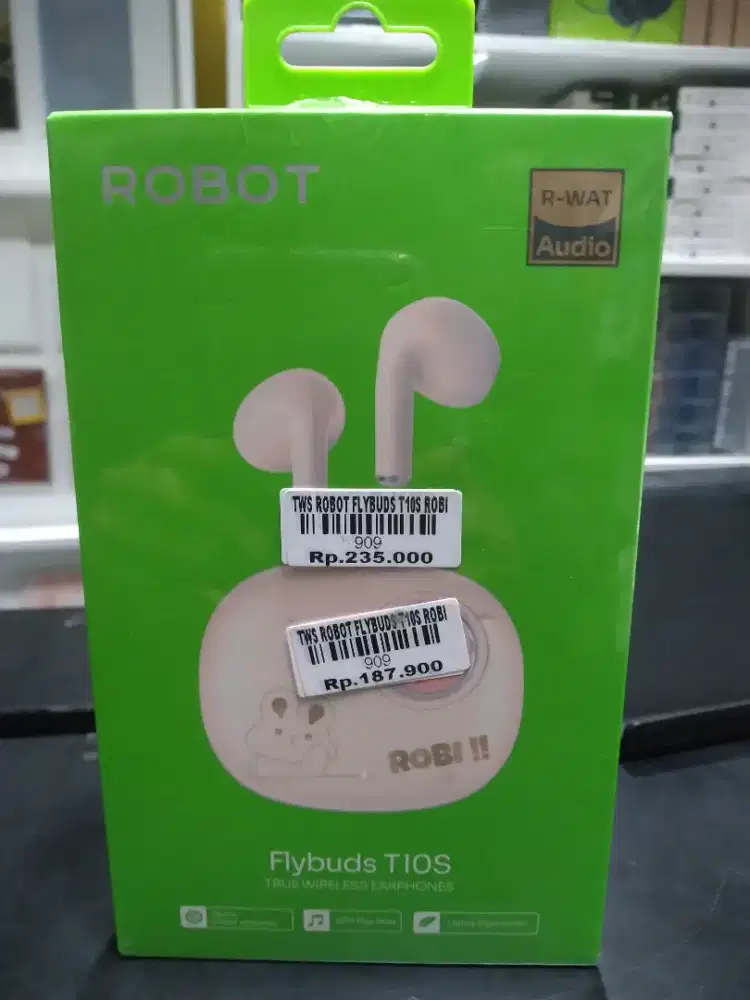 ROBOT
R-WAT
Audio
TWS ROBOT FLYBUDS T10S ROBI
909
Rp.235.000
TWS ROBOT FLYBUDS T10S ROBI
909
Rp.187.900
ROBI !!
Flybuds T10S
TRUE WIRELESS EARPHONES